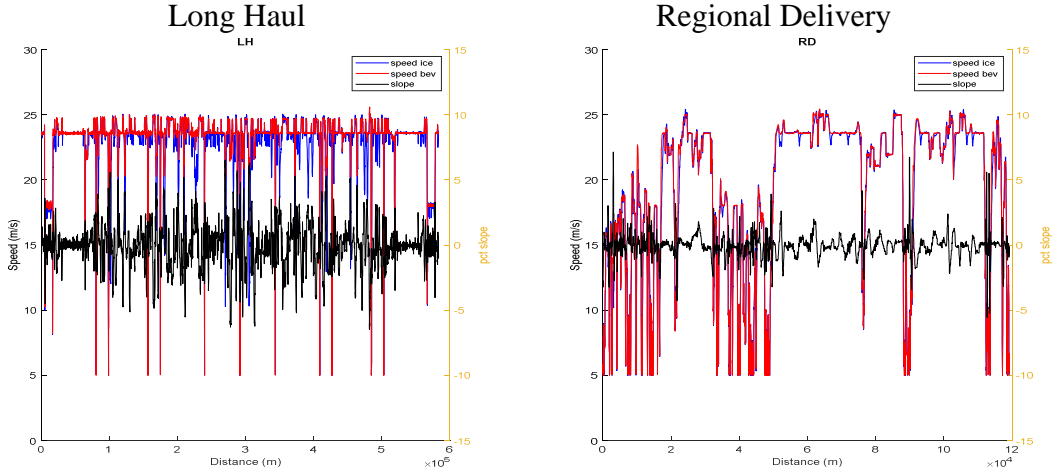 Long Haul
LH
30
25
20
15
10
5
0
Speed (m/s)
15
10
5
0
-5
-10
-15
pct slope
speed ice
speed bev
slope
0
1
2
3
4
5
6
Distance (m)
×10⁵
Regional Delivery
RD
30
25
20
15
10
5
0
Speed (m/s)
15
10
5
0
-5
-10
-15
pct slope
speed ice
speed bev
slope
0
2
4
6
8
10
12
Distance (m)
×10⁴